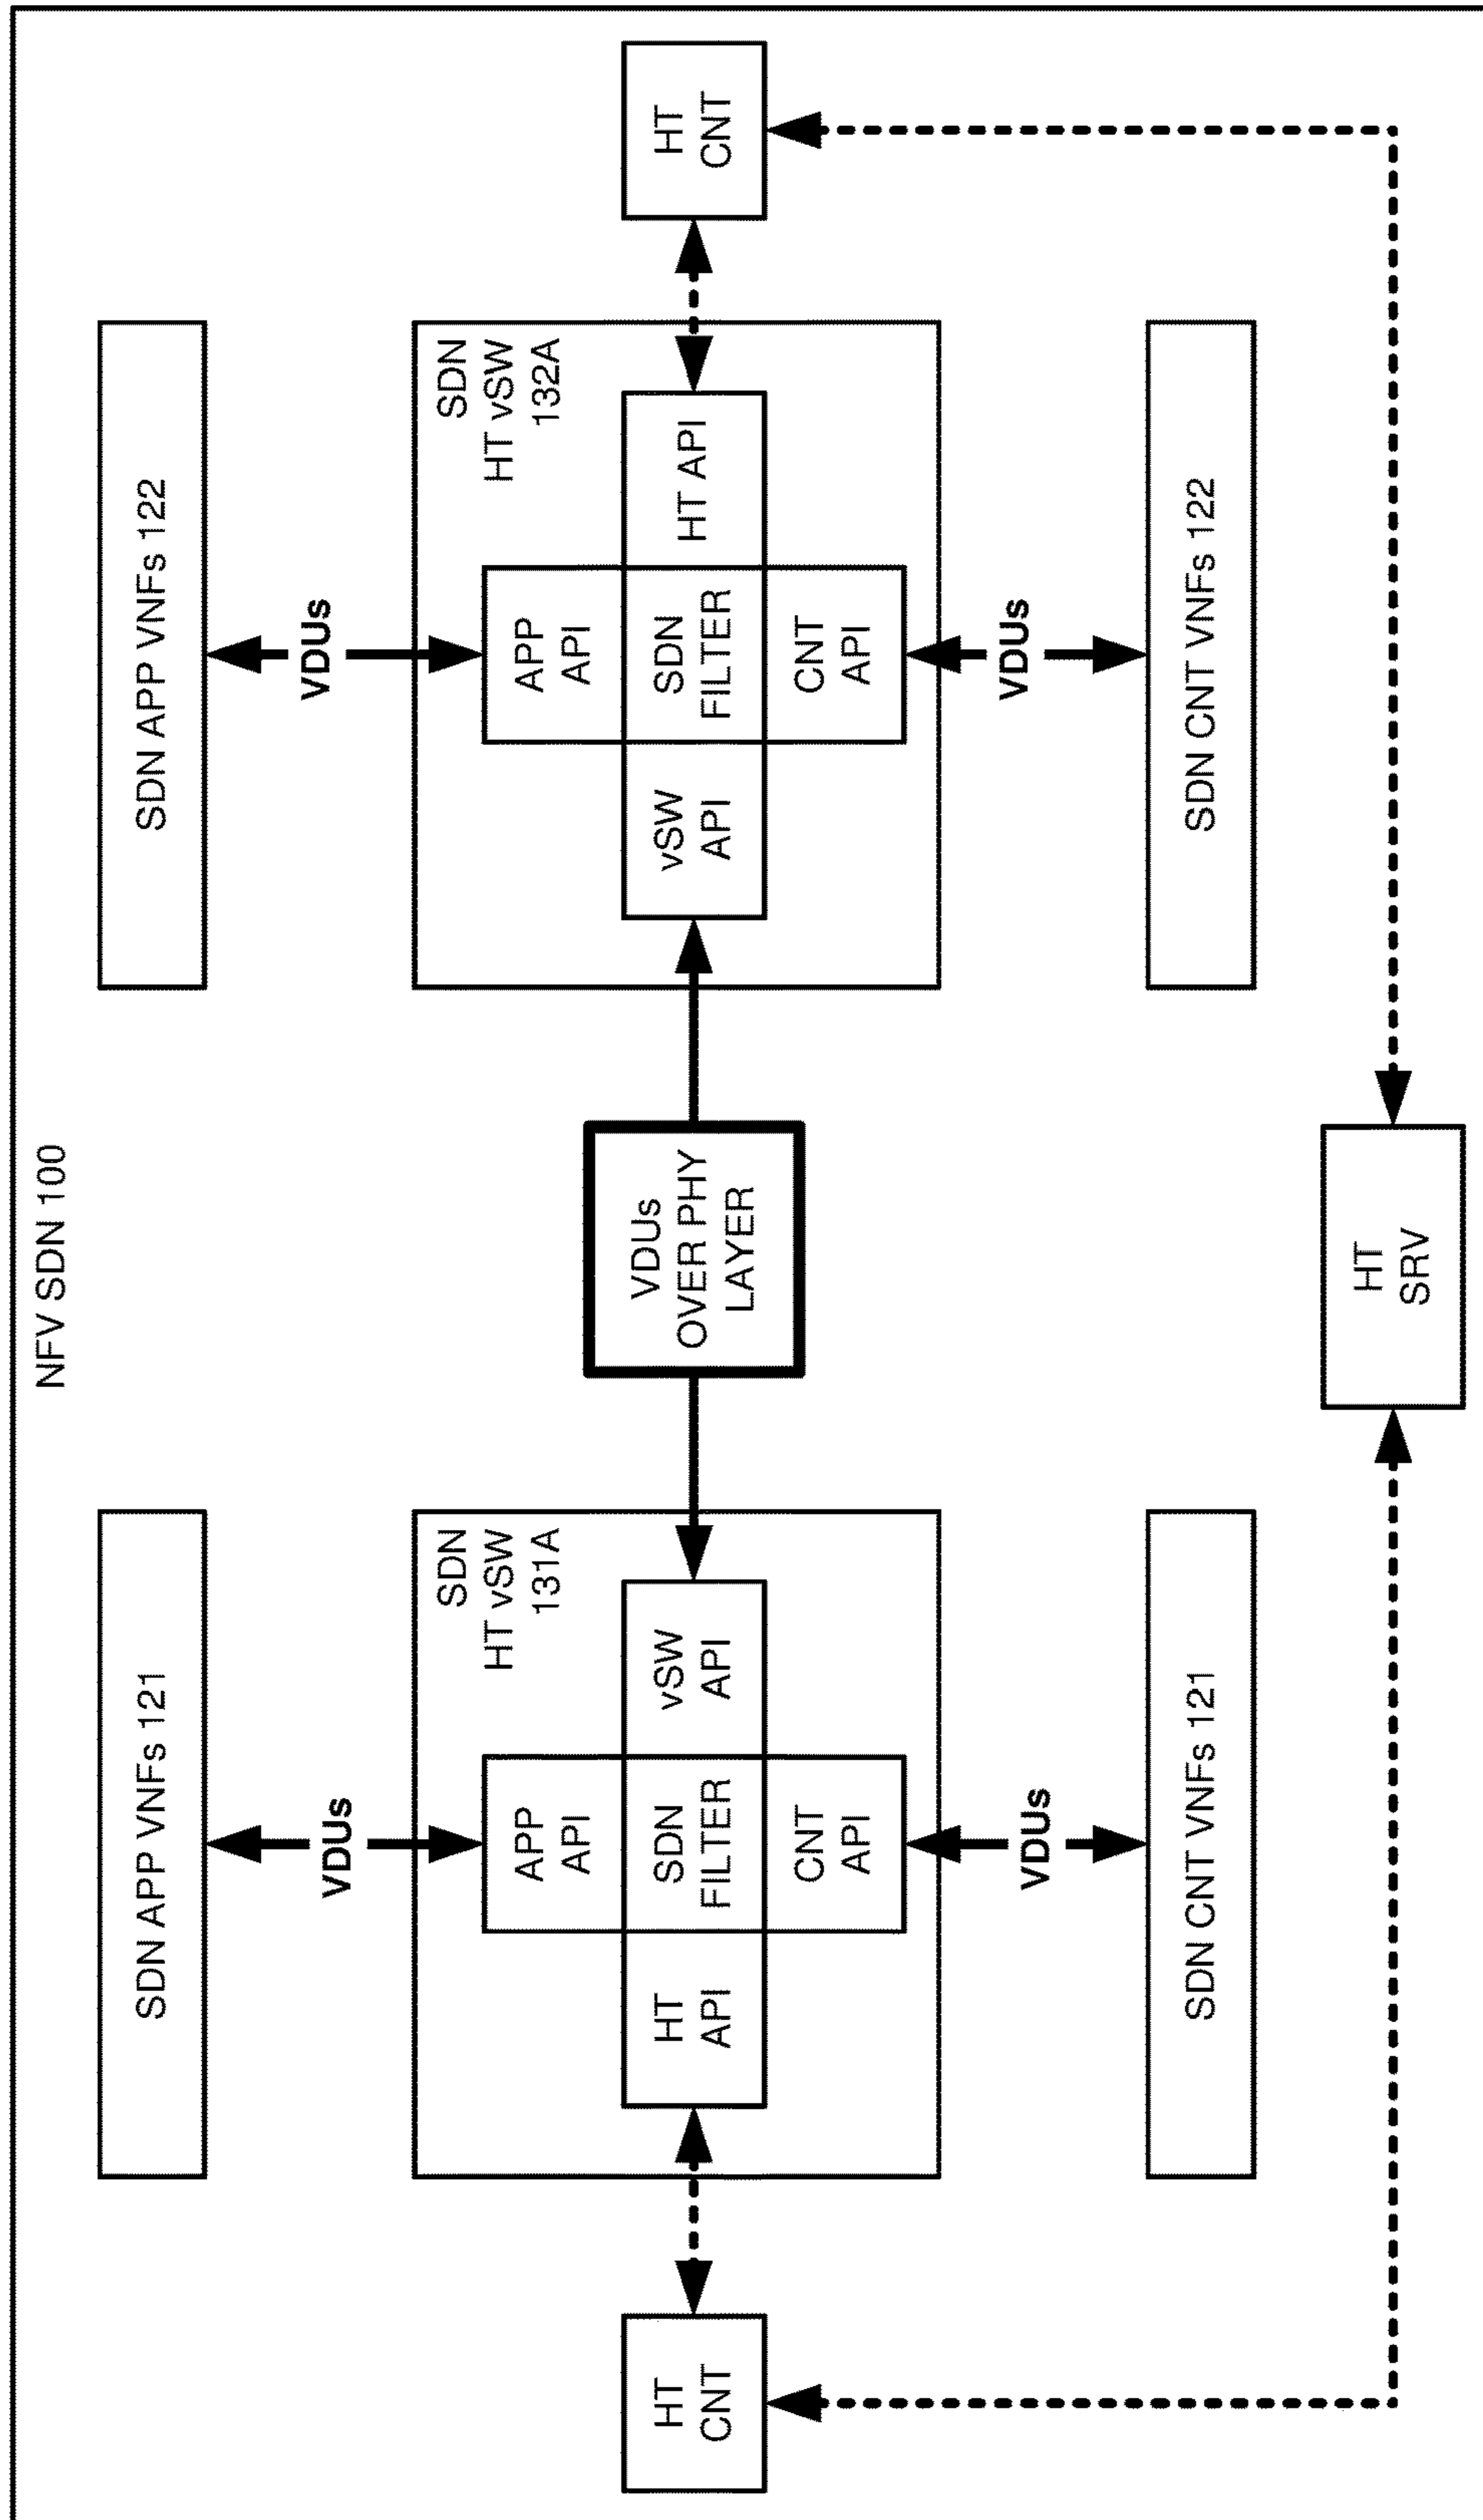 NFV SDN 100
SDN APP VNFs 121
VDUs
SDN
HT vSW
131A
APP
API
HT
API
SDN
FILTER
vSW
API
CNT
API
VDUs
SDN CNT VNFs 121
HT
CNT
VDUs
OVER PHY
LAYER
SDN APP VNFs 122
VDUs
SDN
HT vSW
132A
APP
API
vSW
API
SDN
FILTER
HT API
CNT
API
VDUs
SDN CNT VNFs 122
HT
CNT
HT
SRV